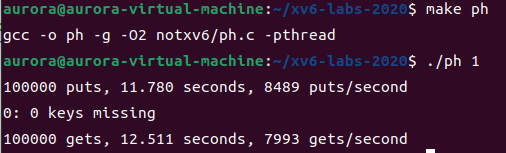 aurora@aurora-virtual-machine:~/xv6-labs-2020$ make ph
gcc -o ph -g -O2 notxv6/ph.c -pthread
aurora@aurora-virtual-machine:~/xv6-labs-2020$ ./ph 1
100000 puts, 11.780 seconds, 8489 puts/second
0: 0 keys missing
100000 gets, 12.511 seconds, 7993 gets/second